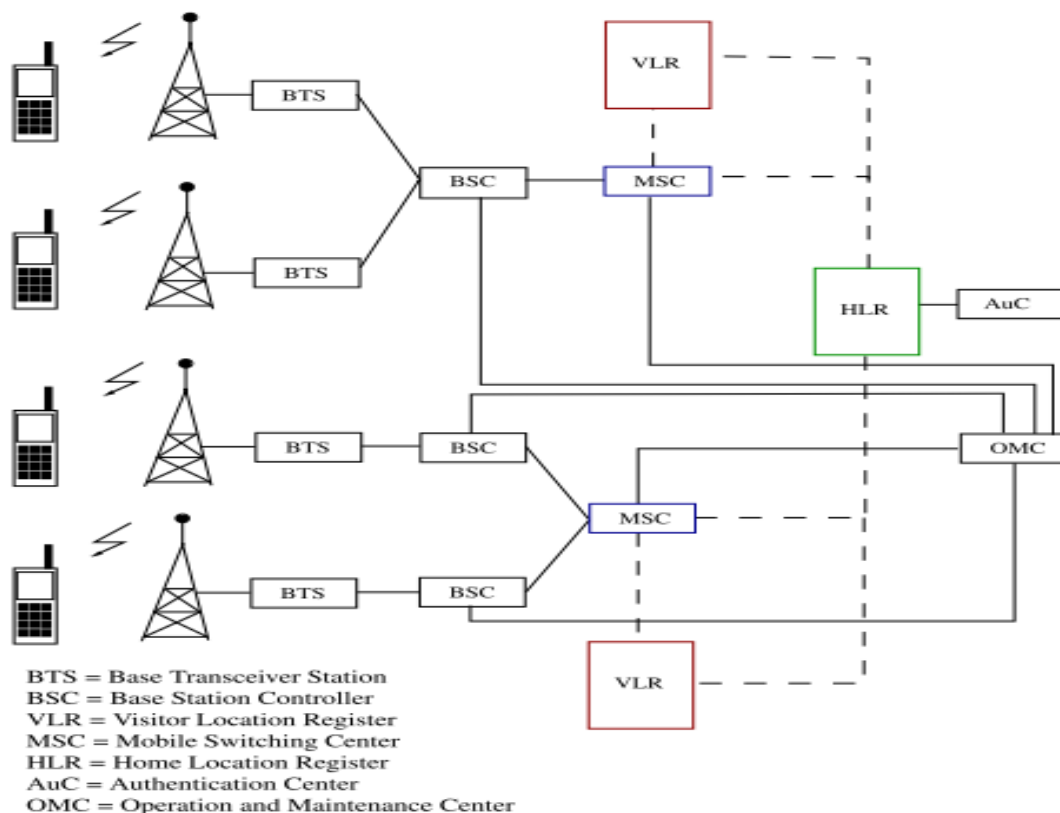 VLR
BTS
BSC
MSC
BTS
HLR
AuC
BTS
BSC
OMC
MSC
BTS
BSC
VLR
BTS = Base Transceiver Station
BSC = Base Station Controller
VLR = Visitor Location Register
MSC = Mobile Switching Center
HLR = Home Location Register
AuC = Authentication Center
OMC = Operation and Maintenance Center